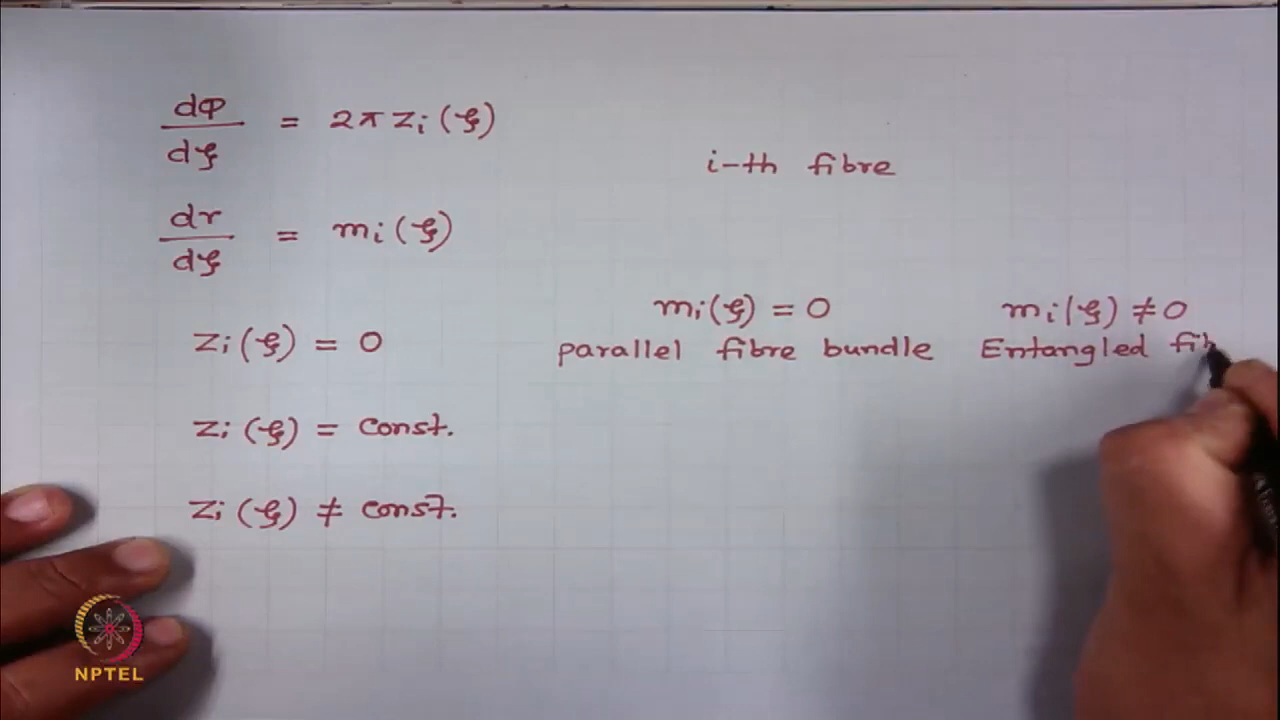 dφ/dξ = 2π zi(ξ)
i-th fibre
dr/dξ = mi(ξ)
mi(ξ) = 0 mi(ξ) ≠ 0
zi(ξ) = 0 parallel fibre bundle Entangled fib
zi(ξ) = const.
zi(ξ) ≠ const.
NPTEL